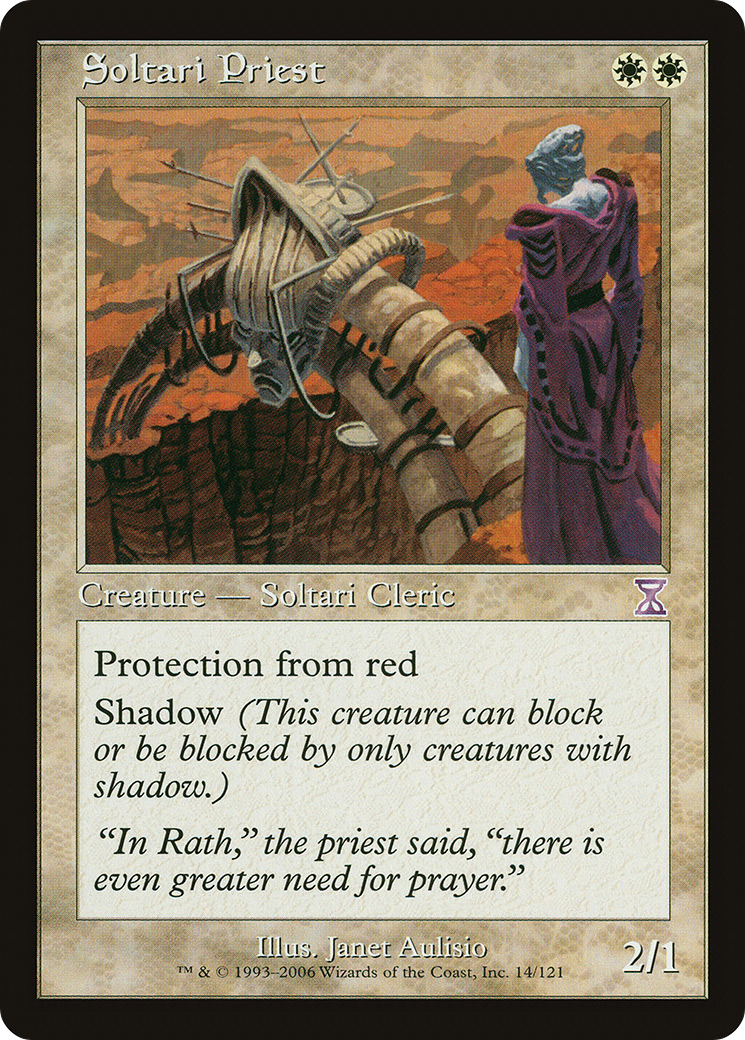 Soltari Priest
Creature — Soltari Cleric
Protection from red
Shadow (This creature can block
or be blocked by only creatures with
shadow.)
“In Rath,” the priest said, “there is
even greater need for prayer.”
Illus. Janet Aulisio
™ & © 1993–2006 Wizards of the Coast, Inc. 14/121
2/1